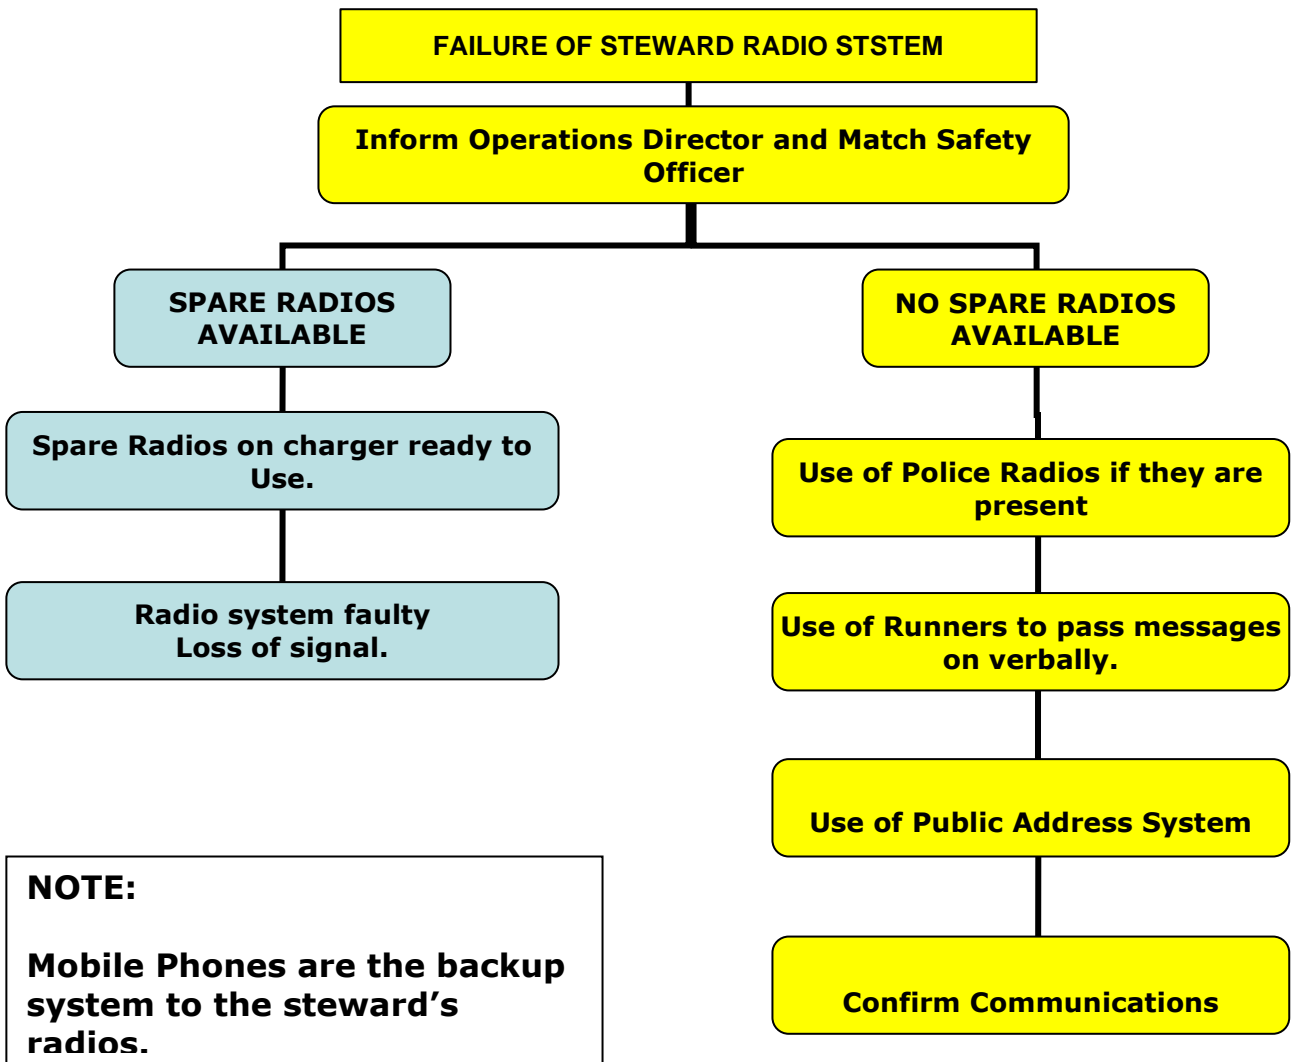 FAILURE OF STEWARD RADIO STSTEM
Inform Operations Director and Match Safety
Officer
SPARE RADIOS
AVAILABLE
NO SPARE RADIOS
AVAILABLE
Spare Radios on charger ready to
Use.
Use of Police Radios if they are
present
Radio system faulty
Loss of signal.
Use of Runners to pass messages
on verbally.
Use of Public Address System
NOTE:
Mobile Phones are the backup
system to the steward’s
radios.
Confirm Communications